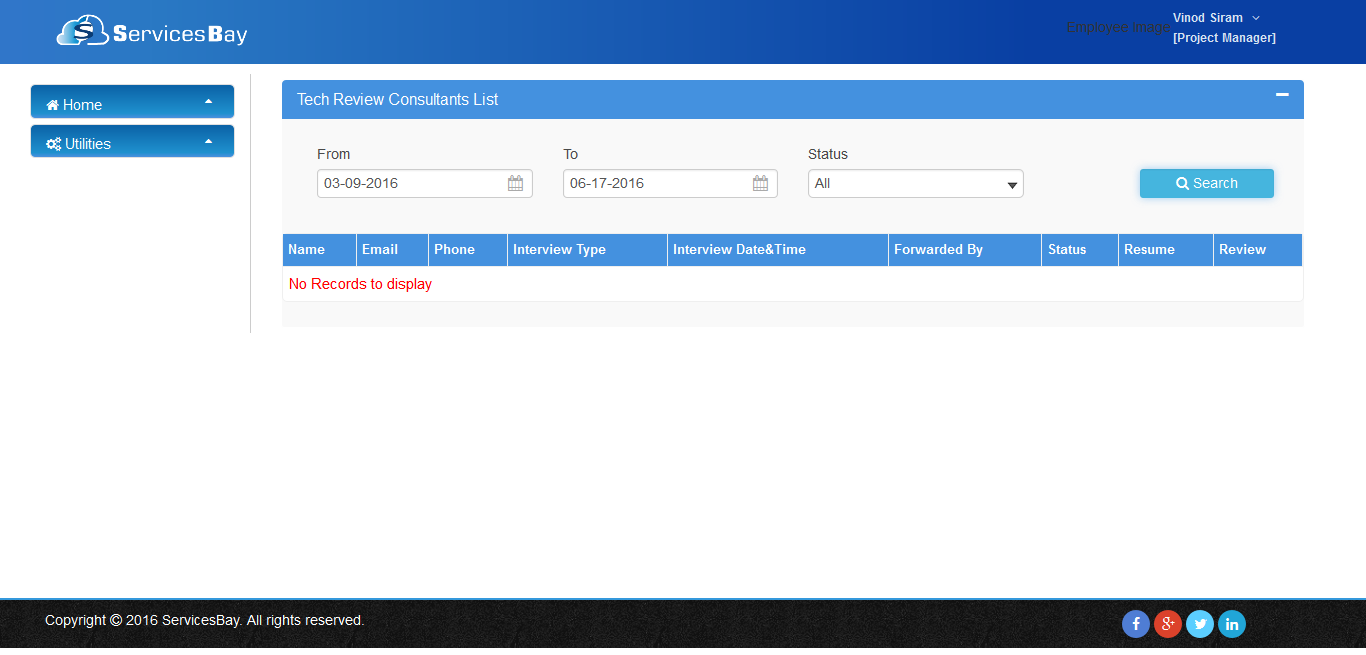 ServicesBay
Employee Image
Vinod Siram
[Project Manager]
Home
Utilities
Tech Review Consultants List
From
To
Status
03-09-2016
06-17-2016
All
Search
Name Email Phone Interview Type Interview Date&Time Forwarded By Status Resume Review
No Records to display
Copyright © 2016 ServicesBay. All rights reserved.